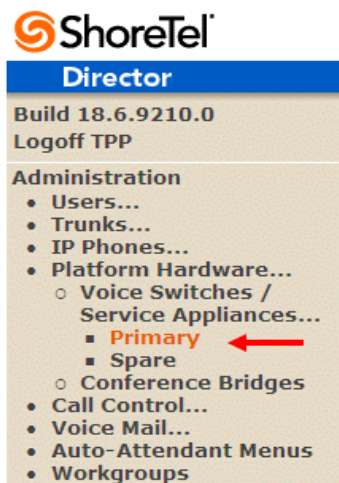 ShoreTel
Director
Build 18.6.9210.0
Logoff TPP
Administration
Users...
Trunks...
IP Phones...
Platform Hardware...
Voice Switches /
Service Appliances...
Primary
Spare
Conference Bridges
Call Control...
Voice Mail...
Auto-Attendant Menus
Workgroups